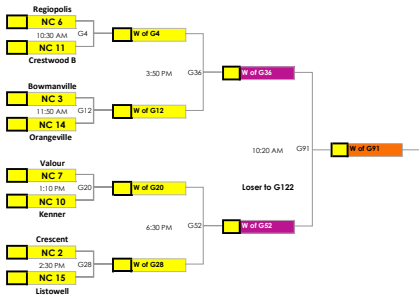 Regiopolis
NC 6
10:30 AM G4
W of G4
NC 11
Crestwood B
3:50 PM G36
W of G36
Bowmanville
NC 3
11:50 AM G12
W of G12
NC 14
Orangeville
10:20 AM G91
W of G91
Valour
NC 7
1:10 PM G20
W of G20
Loser to G122
NC 10
Kenner
6:30 PM G52
W of G52
Crescent
NC 2
2:30 PM G28
W of G28
NC 15
Listowell